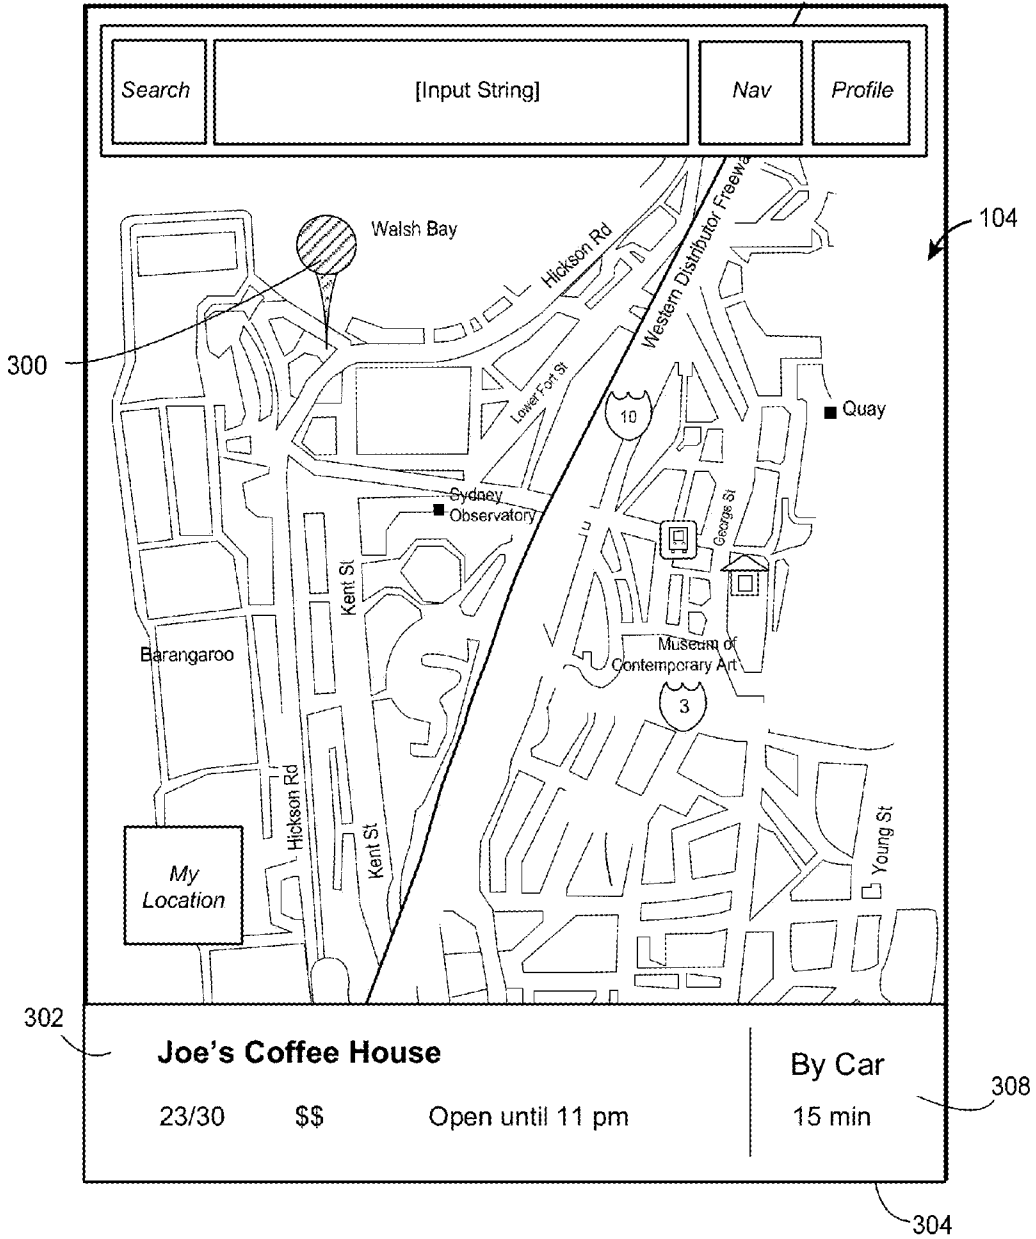 Search
[Input String]
Nav
Profile
Walsh Bay
Hickson Rd
Western Distributor
104
300
Lower Fort St
10
Quay
Sydney
Observatory
George St
Kent St
Barangaroo
Museum of
Contemporary Art
3
Hickson Rd
Kent St
Young St
My
Location
302
Joe's Coffee House
By Car
308
23/30
$$
Open until 11 pm
15 min
304